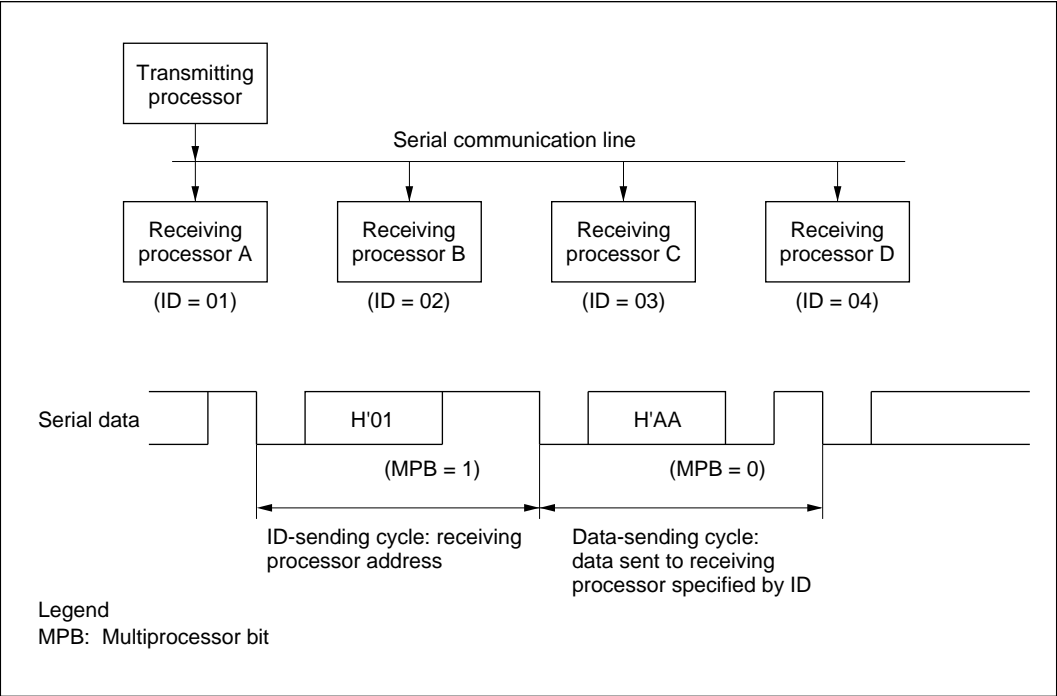 Transmitting
processor
Serial communication line
Receiving
processor A
Receiving
processor B
Receiving
processor C
Receiving
processor D
(ID = 01)
(ID = 02)
(ID = 03)
(ID = 04)
Serial data
H'01
H'AA
(MPB = 1)
(MPB = 0)
ID-sending cycle: receiving
processor address
Data-sending cycle:
data sent to receiving
processor specified by ID
Legend
MPB: Multiprocessor bit